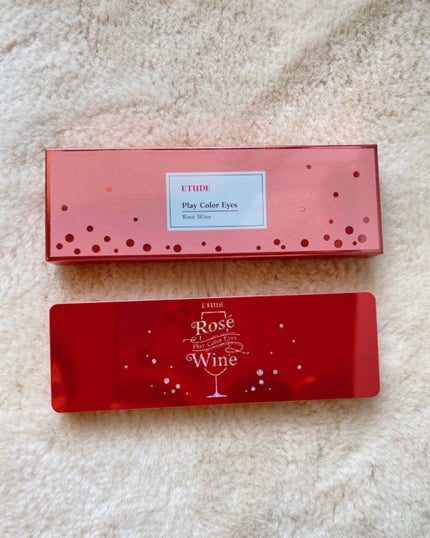 ETUDE
Play Color Eyes
Rosé Wine
ETUDE
Rosé
Play Color Eyes
Wine